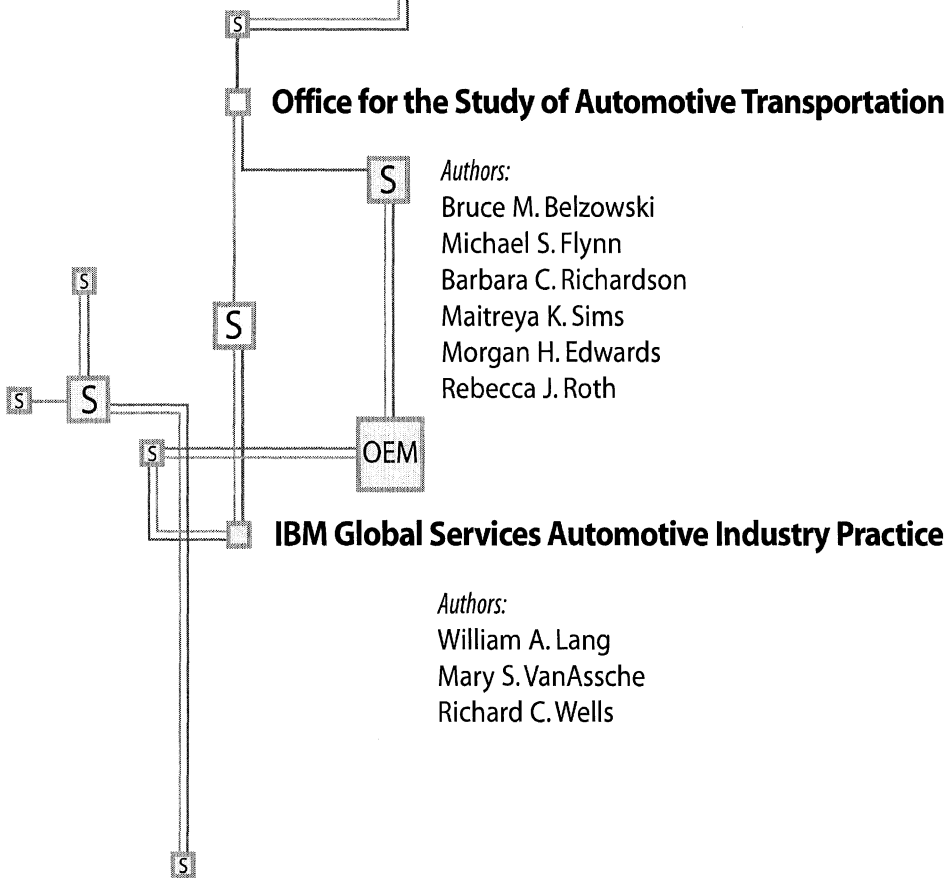 S
Office for the Study of Automotive Transportation
S
Authors:
Bruce M. Belzowski
Michael S. Flynn
Barbara C. Richardson
Maitreya K. Sims
Morgan H. Edwards
Rebecca J. Roth
S
S
S
S
S
OEM
IBM Global Services Automotive Industry Practice
Authors:
William A. Lang
Mary S. VanAssche
Richard C. Wells
S